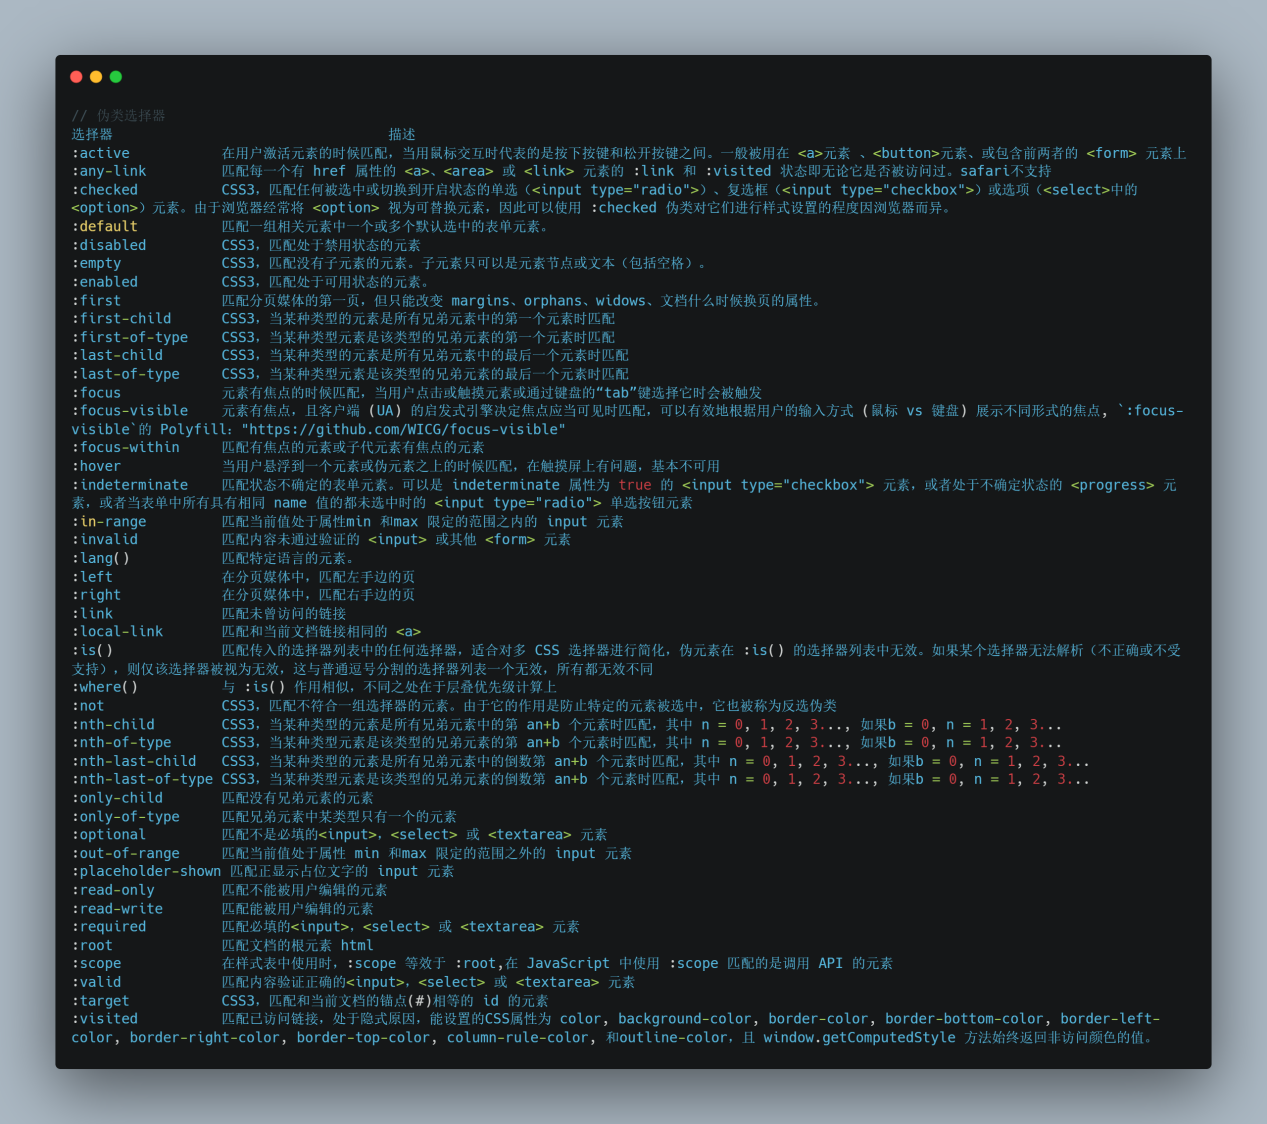 // 伪类选择器
选择器 描述
:active 在用户激活元素的时候匹配，当用鼠标交互时代表的是按下按键和松开按键之间。一般被用在 <a>元素 、<button>元素、或包含前两者的 <form> 元素上
:any-link 匹配每一个有 href 属性的 <a>、<area> 或 <link> 元素的 :link 和 :visited 状态即无论它是否被访问过。safari不支持
:checked CSS3，匹配任何被选中或切换到开启状态的单选（<input type="radio">）、复选框（<input type="checkbox">）或选项（<select>中的
<option>）元素。由于浏览器经常将 <option> 视为可替换元素，因此可以使用 :checked 伪类对它们进行样式设置的程度因浏览器而异。
:default 匹配一组相关元素中一个或多个默认选中的表单元素。
:disabled CSS3，匹配处于禁用状态的元素
:empty CSS3，匹配没有子元素的元素。子元素只可以是元素节点或文本（包括空格）。
:enabled CSS3，匹配处于可用状态的元素。
:first 匹配分页媒体的第一页，但只能改变 margins、orphans、widows、文档什么时候换页的属性。
:first-child CSS3，当某种类型的元素是所有兄弟元素中的第一个元素时匹配
:first-of-type CSS3，当某种类型元素是该类型的兄弟元素的第一个元素时匹配
:last-child CSS3，当某种类型的元素是所有兄弟元素中的最后一个元素时匹配
:last-of-type CSS3，当某种类型元素是该类型的兄弟元素的最后一个元素时匹配
:focus 元素有焦点的时候匹配，当用户点击或触摸元素或通过键盘的“tab”键选择它时会被触发
:focus-visible 元素有焦点，且客户端 (UA) 的启发式引擎决定焦点应当可见时匹配，可以有效地根据用户的输入方式 (鼠标 vs 键盘) 展示不同形式的焦点, `:focus-
visible`的 Polyfill："https://github.com/WICG/focus-visible"
:focus-within 匹配有焦点的元素或子代元素有焦点的元素
:hover 当用户悬浮到一个元素或伪元素之上的时候匹配，在触摸屏上有问题，基本不可用
:indeterminate 匹配状态不确定的表单元素。可以是 indeterminate 属性为 true 的 <input type="checkbox"> 元素，或者处于不确定状态的 <progress> 元
素，或者当表单中所有具有相同 name 值的都未选中时的 <input type="radio"> 单选按钮元素
:in-range 匹配当前值处于属性min 和max 限定的范围之内的 input 元素
:invalid 匹配内容未通过验证的 <input> 或其他 <form> 元素
:lang() 匹配特定语言的元素。
:left 在分页媒体中，匹配左手边的页
:right 在分页媒体中，匹配右手边的页
:link 匹配未曾访问的链接
:local-link 匹配和当前文档链接相同的 <a>
:is() 匹配传入的选择器列表中的任何选择器，适合对多 CSS 选择器进行简化，伪元素在 :is() 的选择器列表中无效。如果某个选择器无法解析（不正确或不受
支持），则仅该选择器被视为无效，这与普通逗号分割的选择器列表一个无效，所有都无效不同
:where() 与 :is() 作用相似，不同之处在于层叠优先级计算上
:not CSS3，匹配不符合一组选择器的元素。由于它的作用是防止特定的元素被选中，它也被称为反选伪类
:nth-child CSS3，当某种类型的元素是所有兄弟元素中的第 an+b 个元素时匹配，其中 n = 0, 1, 2, 3..., 如果b = 0, n = 1, 2, 3...
:nth-of-type CSS3，当某种类型元素是该类型的兄弟元素的第 an+b 个元素时匹配，其中 n = 0, 1, 2, 3..., 如果b = 0, n = 1, 2, 3...
:nth-last-child CSS3，当某种类型的元素是所有兄弟元素中的倒数第 an+b 个元素时匹配，其中 n = 0, 1, 2, 3..., 如果b = 0, n = 1, 2, 3...
:nth-last-of-type CSS3，当某种类型元素是该类型的兄弟元素的倒数第 an+b 个元素时匹配，其中 n = 0, 1, 2, 3..., 如果b = 0, n = 1, 2, 3...
:only-child 匹配没有兄弟元素的元素
:only-of-type 匹配兄弟元素中某类型只有一个的元素
:optional 匹配不是必填的<input>，<select> 或 <textarea> 元素
:out-of-range 匹配当前值处于属性 min 和max 限定的范围之外的 input 元素
:placeholder-shown 匹配正显示占位文字的 input 元素
:read-only 匹配不能被用户编辑的元素
:read-write 匹配能被用户编辑的元素
:required 匹配必填的<input>，<select> 或 <textarea> 元素
:root 匹配文档的根元素 html
:scope 在样式表中使用时，:scope 等效于 :root,在 JavaScript 中使用 :scope 匹配的是调用 API 的元素
:valid 匹配内容验证正确的<input>，<select> 或 <textarea> 元素
:target CSS3，匹配和当前文档的锚点(#)相等的 id 的元素
:visited 匹配已访问链接，处于隐式原因，能设置的CSS属性为 color, background-color, border-color, border-bottom-color, border-left-
color, border-right-color, border-top-color, column-rule-color, 和outline-color，且 window.getComputedStyle 方法始终返回非访问颜色的值。